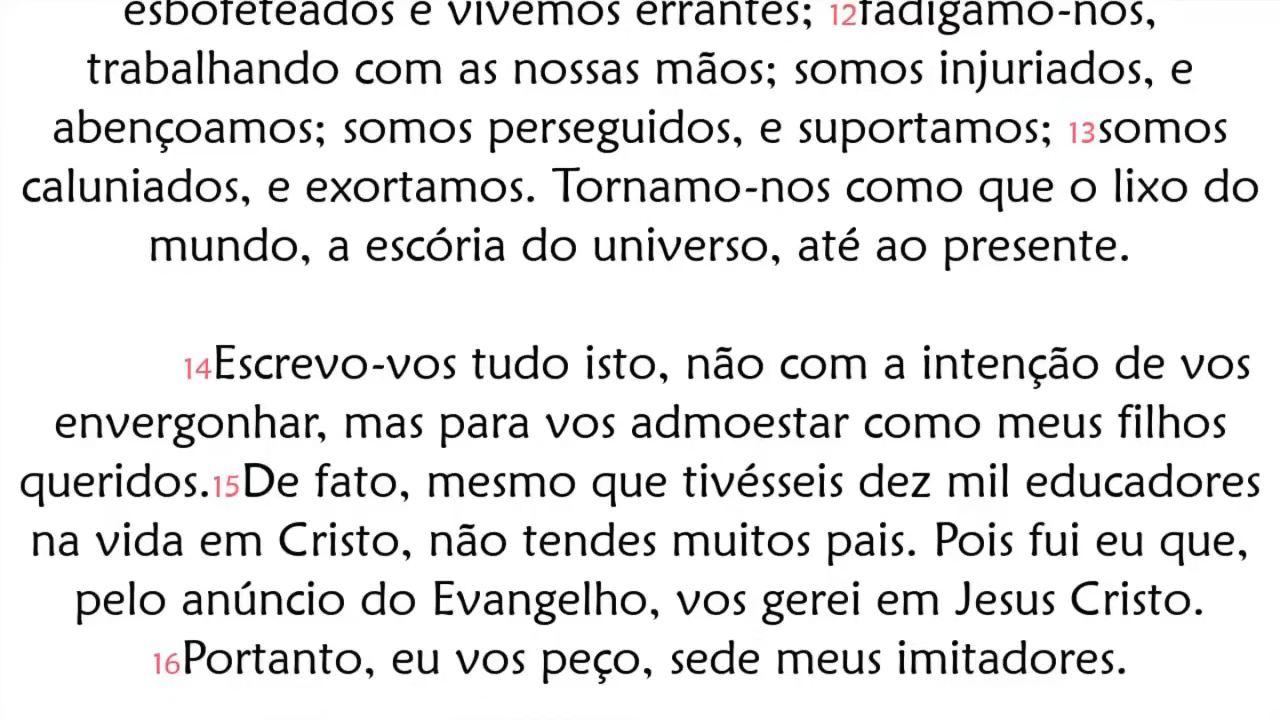 esbofeteados e vivemos errantes; 12fadigamo-nos,
trabalhando com as nossas mãos; somos injuriados, e
abençoamos; somos perseguidos, e suportamos; 13somos
caluniados, e exortamos. Tornamo-nos como que o lixo do
mundo, a escória do universo, até ao presente.
14Escrevo-vos tudo isto, não com a intenção de vos
envergonhar, mas para vos admoestar como meus filhos
queridos.15De fato, mesmo que tivésseis dez mil educadores
na vida em Cristo, não tendes muitos pais. Pois fui eu que,
pelo anúncio do Evangelho, vos gerei em Jesus Cristo.
16Portanto, eu vos peço, sede meus imitadores.